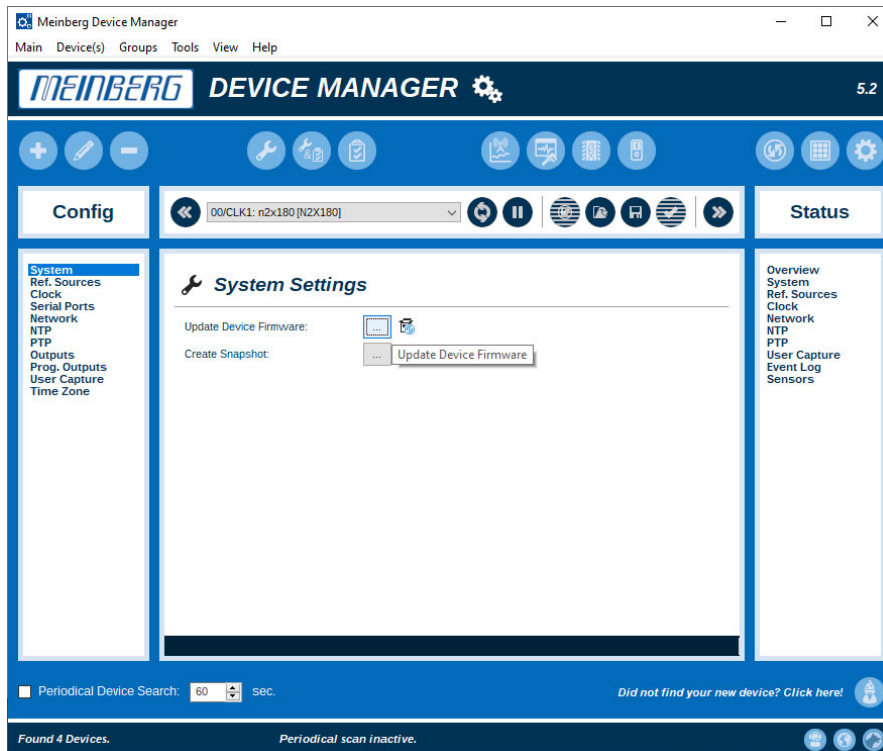 Meinberg Device Manager
Main Device(s) Groups Tools View Help
MEINBERG DEVICE MANAGER 5.2
Config
00/CLK1: n2x180 [N2X180]
Status
System
Ref. Sources
Clock
Serial Ports
Network
NTP
PTP
Outputs
Prog. Outputs
User Capture
Time Zone
System Settings
Update Device Firmware: ...
Create Snapshot: ... Update Device Firmware
Overview
System
Ref. Sources
Clock
Network
NTP
PTP
User Capture
Event Log
Sensors
Periodical Device Search: 60 sec.
Did not find your new device? Click here!
Found 4 Devices.
Periodical scan inactive.